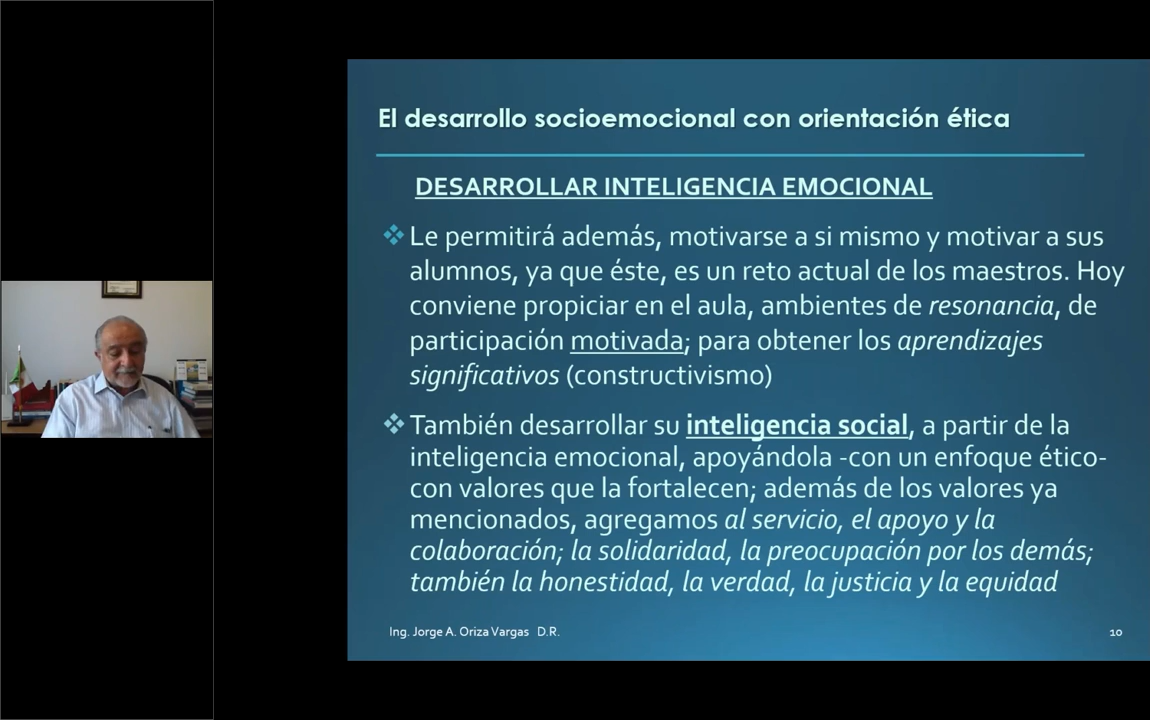 El desarrollo socioemocional con orientación ética
DESARROLLAR INTELIGENCIA EMOCIONAL
Le permitirá además, motivarse a si mismo y motivar a sus
alumnos, ya que éste, es un reto actual de los maestros. Hoy
conviene propiciar en el aula, ambientes de resonancia, de
participación motivada; para obtener los aprendizajes
significativos (constructivismo)
También desarrollar su inteligencia social, a partir de la
inteligencia emocional, apoyándola -con un enfoque ético-
con valores que la fortalecen; además de los valores ya
mencionados, agregamos al servicio, el apoyo y la
colaboración; la solidaridad, la preocupación por los demás;
también la honestidad, la verdad, la justicia y la equidad
Ing. Jorge A. Oriza Vargas D.R.
10